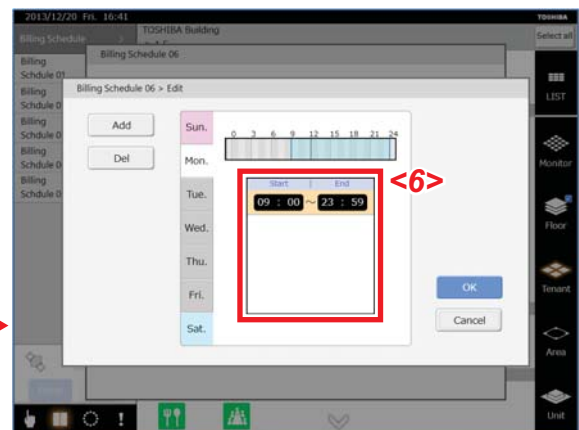 2013/12/20 Fri. 16:41
TOSHIBA
Billing Schedule
TOSHIBA Building
Select all
Billing Schedule 06
Billing
Schdule 01
Billing
Schdule 0
Billing
Schdule 0
Billing
Schdule 0
Billing
Schdule 0
Billing Schedule 06 > Edit
Add
Del
Sun.
Mon.
Tue.
Wed.
Thu.
Fri.
Sat.
0 3 6 9 12 15 18 21 24
Start | End
09 : 00 ~ 23 : 59
<6>
OK
Cancel
LIST
Monitor
Floor
Tenant
Area
Unit